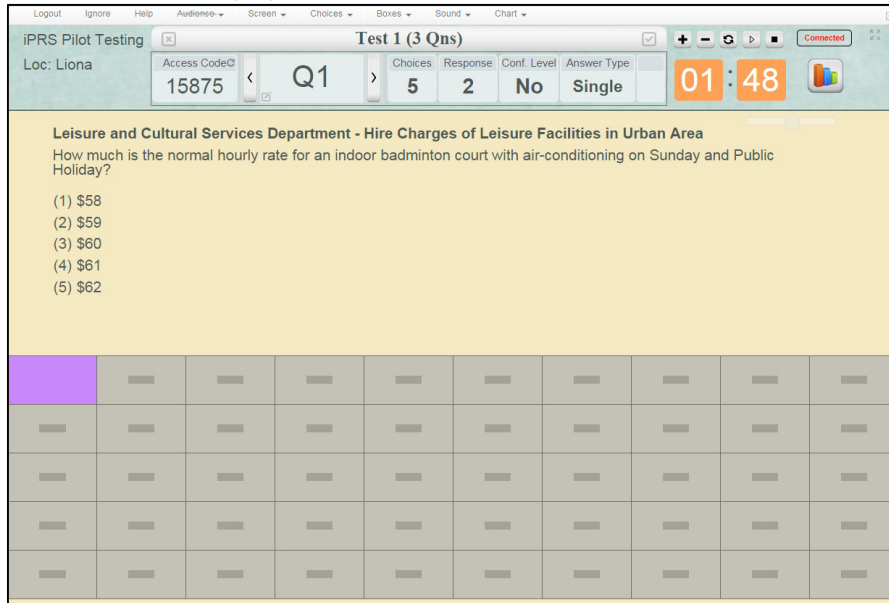 Logout Ignore Help Audience Screen Choices Boxes Sound Chart
iPRS Pilot Testing Test 1 (3 Qns) Connected
Loc: Liona
Access Code Choices Response Conf. Level Answer Type
15875 Q1 5 2 No Single 01 : 48
Leisure and Cultural Services Department - Hire Charges of Leisure Facilities in Urban Area
How much is the normal hourly rate for an indoor badminton court with air-conditioning on Sunday and Public
Holiday?
(1) $58
(2) $59
(3) $60
(4) $61
(5) $62